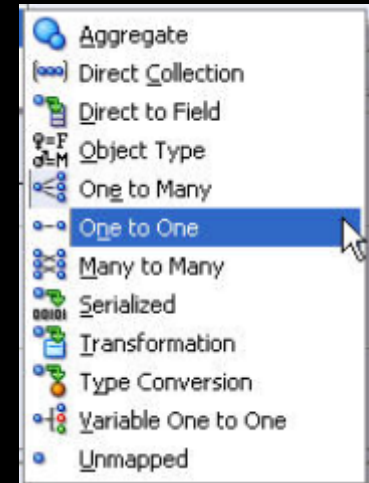 Aggregate
Direct Collection
Direct to Field
♀=F
♂=M Object Type
One to Many
One to One
Many to Many
00101 Serialized
Transformation
Type Conversion
Variable One to One
Unmapped